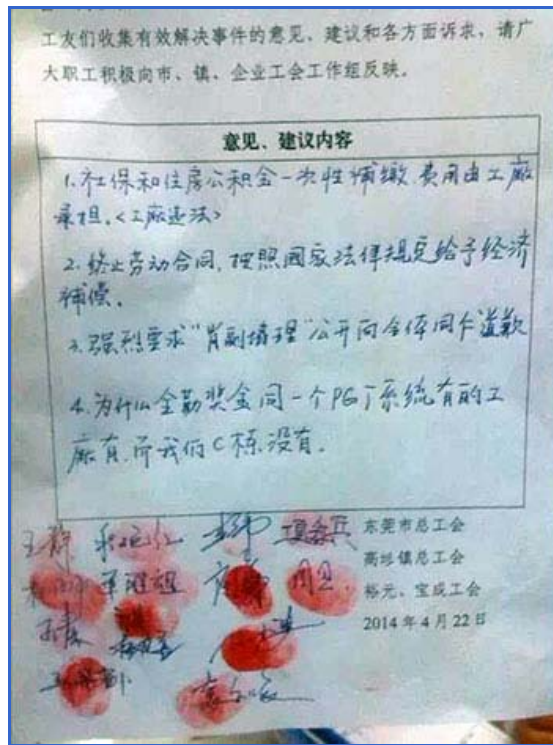 工友们收集有效解决事件的意见、建议和各方面诉求，请广
大职工积极向市、镇、企业工会工作组反映。
意见、建议内容
1.社保和住房公积金一次性补缴,费用由工厂
承担.<工厂违法>
2.终止劳动合同,按照国家法律规定给予经济
补偿.
3.强烈要求"肖副境理"公开向全体同仁道歉
4.为什么全勤奖金同一个PG厂系统有的工
厂有,而我们C栋没有.
东莞市总工会
高埗镇总工会
裕元、宝成工会
2014年4月22日